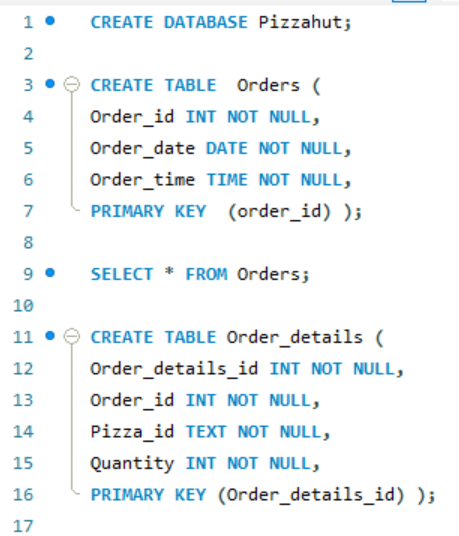 1 CREATE DATABASE Pizzahut;
2
3 CREATE TABLE  Orders (
4 Order_id INT NOT NULL,
5 Order_date DATE NOT NULL,
6 Order_time TIME NOT NULL,
7 PRIMARY KEY  (order_id) );
8
9 SELECT * FROM Orders;
10
11 CREATE TABLE Order_details (
12 Order_details_id INT NOT NULL,
13 Order_id INT NOT NULL,
14 Pizza_id TEXT NOT NULL,
15 Quantity INT NOT NULL,
16 PRIMARY KEY (Order_details_id) );
17